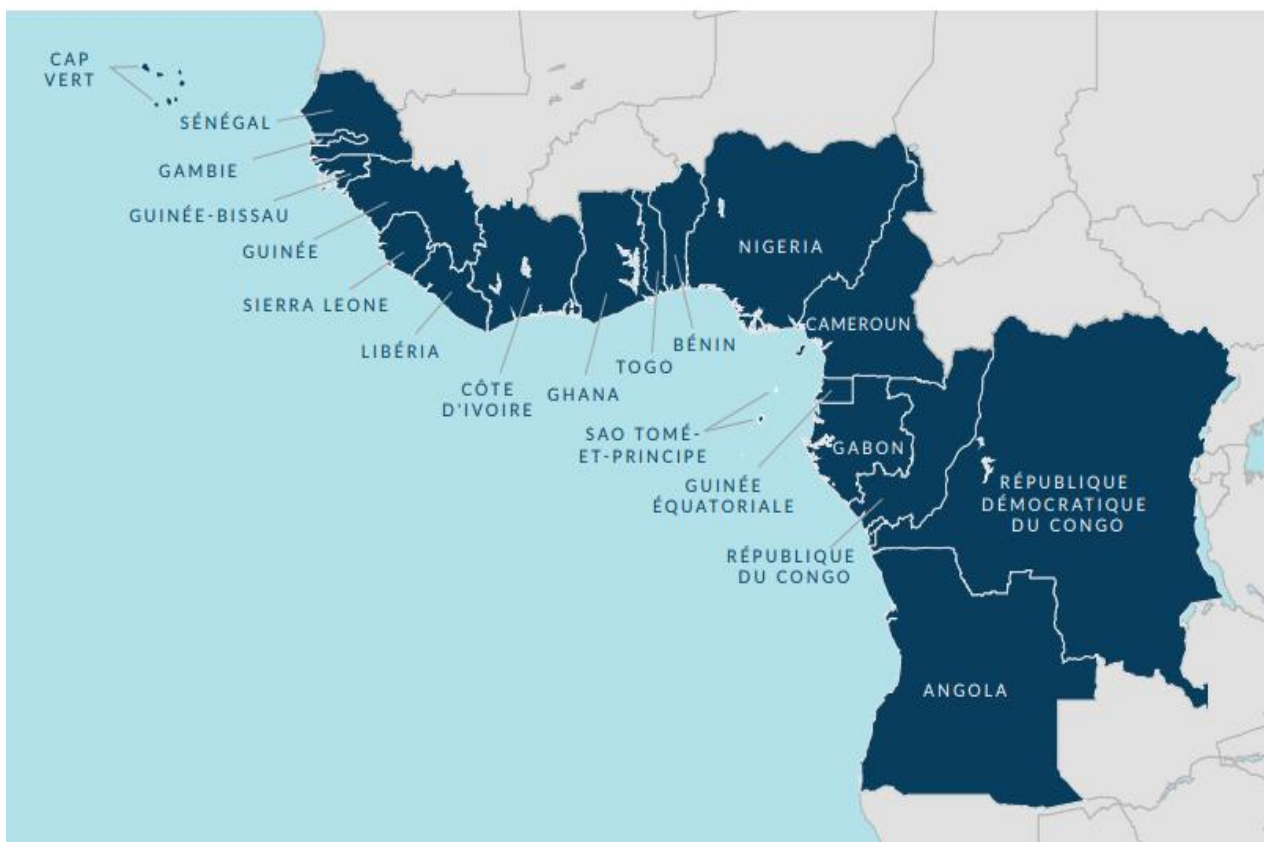 CAP
VERT
SÉNÉGAL
GAMBIE
GUINÉE-BISSAU
GUINÉE
SIERRA LEONE
LIBÉRIA
CÔTE
D'IVOIRE
GHANA
TOGO
BÉNIN
NIGERIA
CAMEROUN
SAO TOMÉ-
ET-PRINCIPE
GUINÉE
ÉQUATORIALE
GABON
RÉPUBLIQUE
DU CONGO
RÉPUBLIQUE
DÉMOCRATIQUE
DU CONGO
ANGOLA